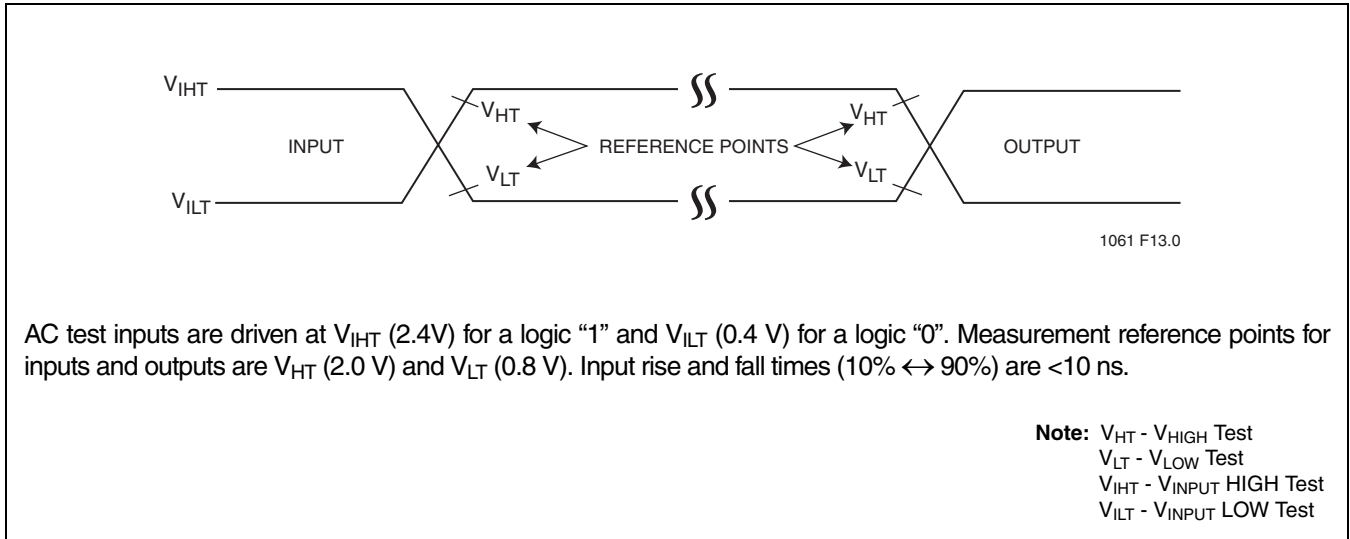 VIHT
VHT
VHT
INPUT
REFERENCE POINTS
OUTPUT
VLT
VLT
VILT
1061 F13.0
AC test inputs are driven at VIHT (2.4V) for a logic “1” and VILT (0.4 V) for a logic “0”. Measurement reference points for
inputs and outputs are VHT (2.0 V) and VLT (0.8 V). Input rise and fall times (10% ↔ 90%) are <10 ns.
Note: VHT - VHIGH Test
VLT - VLOW Test
VIHT - VINPUT HIGH Test
VILT - VINPUT LOW Test